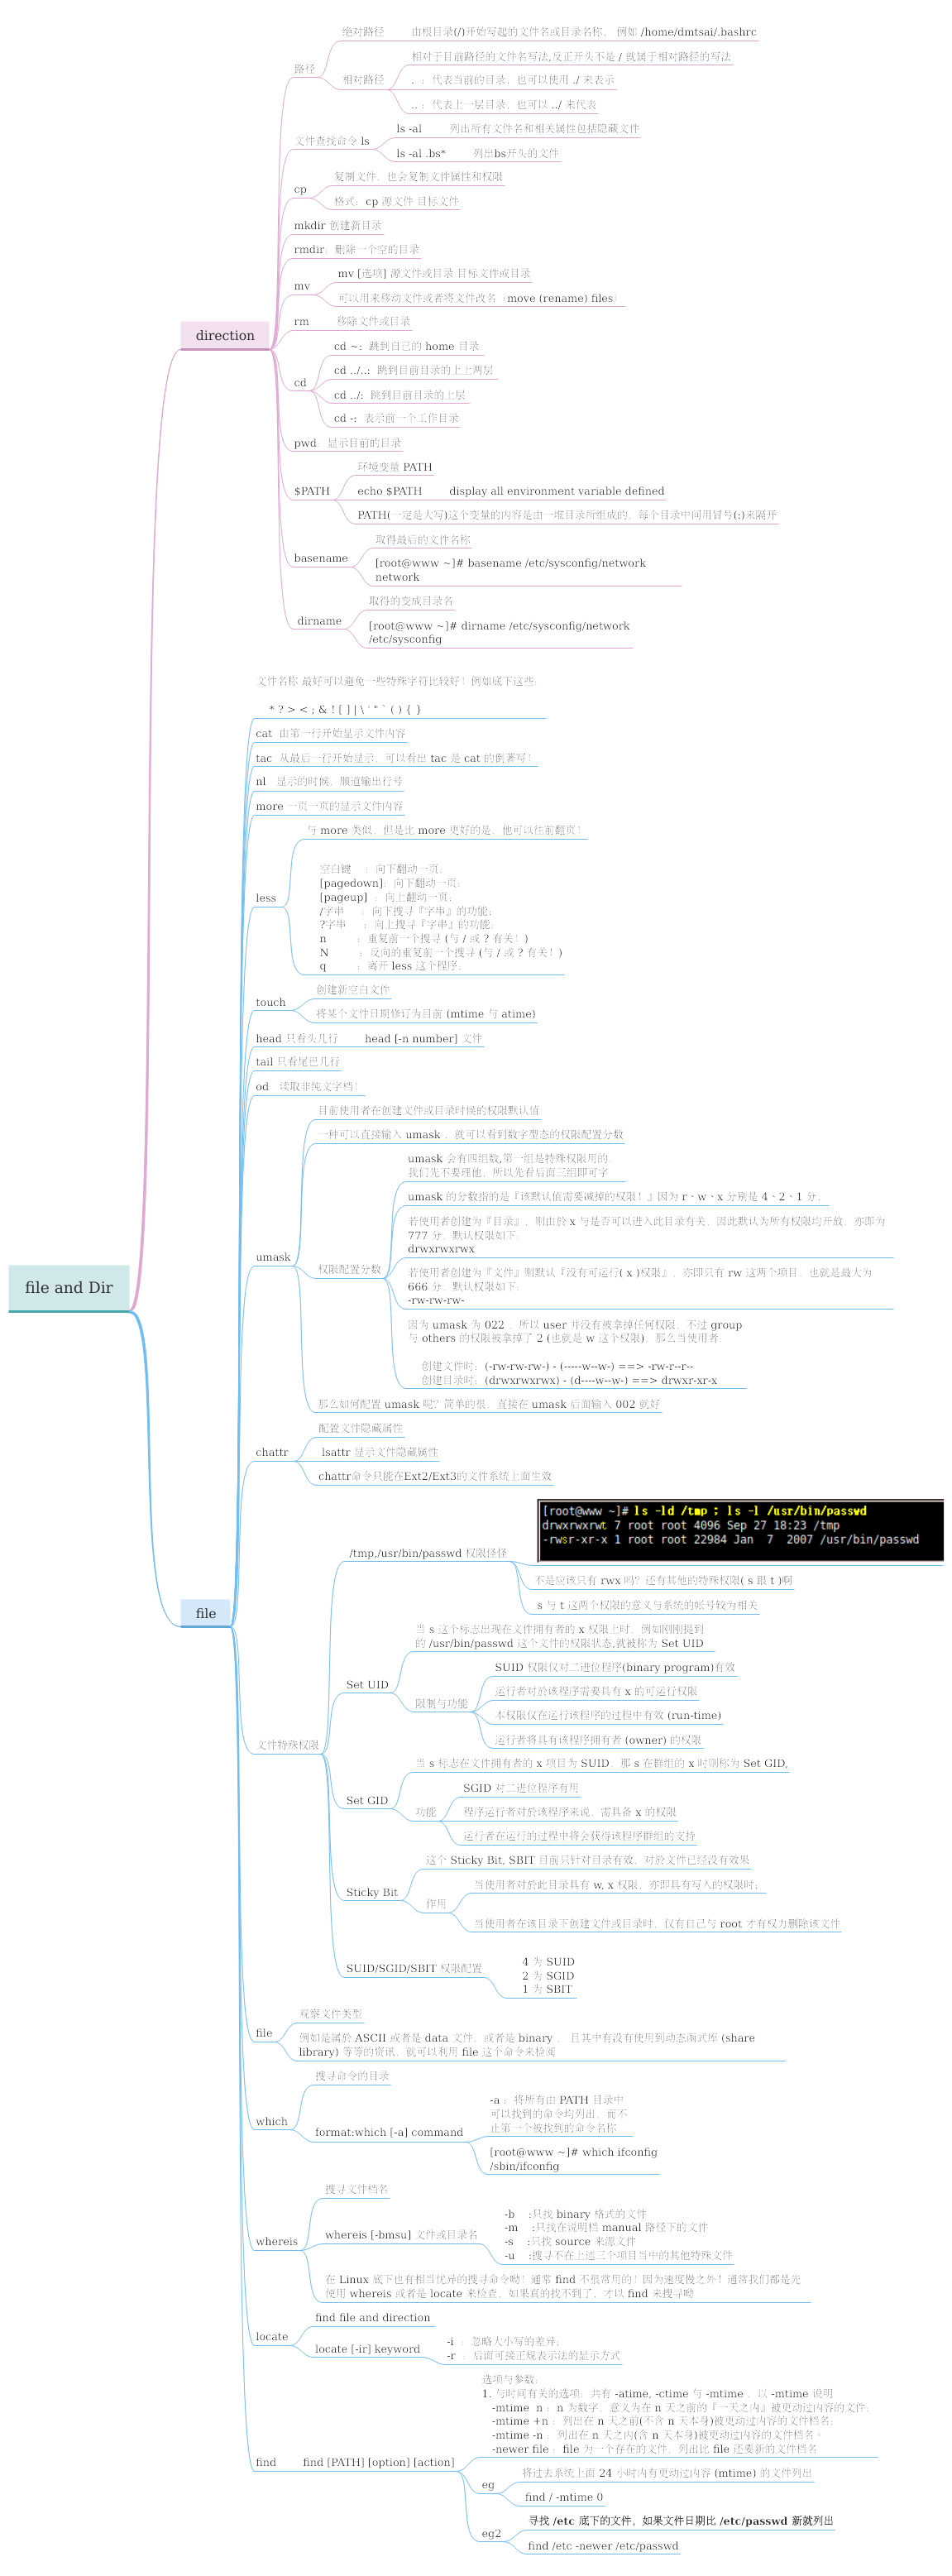 绝对路径 由根目录(/)开始写起的文件名或目录名称, 例如 /home/dmtsai/.bashrc
路径
相对于目前路径的文件名写法,反正开头不是 / 就属于相对路径的写法
相对路径 . : 代表当前的目录,也可以使用 ./ 来表示
.. : 代表上一层目录,也可以 ../ 来代表
ls -al 列出所有文件名和相关属性包括隐藏文件
文件查找命令 ls
ls -al .bs* 列出bs开头的文件
复制文件,也会复制文件属性和权限
cp
格式: cp 源文件 目标文件
mkdir 创建新目录
rmdir: 删除一个空的目录
mv [选项] 源文件或目录 目标文件或目录
mv
可以用来移动文件或者将文件改名 (move (rename) files)
rm 移除文件或目录
direction
cd ~: 跳到自己的 home 目录
cd ../..: 跳到目前目录的上上两层
cd
cd ../: 跳到目前目录的上层
cd -: 表示前一个工作目录
pwd: 显示目前的目录
环境变量 PATH
$PATH echo $PATH display all environment variable defined
PATH(一定是大写)这个变量的内容是由一堆目录所组成的,每个目录中间用冒号(:)来隔开
取得最后的文件名称
basename
[root@www ~]# basename /etc/sysconfig/network
network
取得的变成目录名
dirname
[root@www ~]# dirname /etc/sysconfig/network
/etc/sysconfig
文件名称 最好可以避免一些特殊字符比较好!例如底下这些:
* ? > < ; & ! [ ] | \ ' " ` ( ) { }
cat 由第一行开始显示文件内容
tac 从最后一行开始显示,可以看出 tac 是 cat 的倒著写!
nl 显示的时候,顺道输出行号
more 一页一页的显示文件内容
与 more 类似,但是比 more 更好的是,他可以往前翻页!
less
空白键 : 向下翻动一页;
[pagedown]: 向下翻动一页;
[pageup] : 向上翻动一页;
/字串 : 向下搜寻『字串』的功能;
?字串 : 向上搜寻『字串』的功能;
n : 重复前一个搜寻 (与 / 或 ? 有关!)
N : 反向的重复前一个搜寻 (与 / 或 ? 有关!)
q : 离开 less 这个程序;
创建新空白文件
touch
将某个文件日期修订为目前 (mtime 与 atime)
head 只看头几行 head [-n number] 文件
tail 只看尾巴几行
od 读取非纯文字档!
目前使用者在创建文件或目录时候的权限默认值
一种可以直接输入 umask ,就可以看到数字型态的权限配置分数
umask
权限配置分数
umask 会有四组数,第一组是特殊权限用的,
我们先不要理他,所以先看后面三组即可字
umask 的分数指的是『该默认值需要减掉的权限!』因为 r、w、x 分别是 4、2、1 分,
若使用者创建为『目录』,则由於 x 与是否可以进入此目录有关,因此默认为所有权限均开放,亦即为
777 分,默认权限如下:
drwxrwxrwx
若使用者创建为『文件』则默认『没有可运行( x )权限』,亦即只有 rw 这两个项目,也就是最大为
666 分,默认权限如下:
-rw-rw-rw-
因为 umask 为 022 ,所以 user 并没有被拿掉任何权限,不过 group
与 others 的权限被拿掉了 2 (也就是 w 这个权限),那么当使用者:
创建文件时: (-rw-rw-rw-) - (-----w--w-) ==> -rw-r--r--
创建目录时: (drwxrwxrwx) - (d----w--w-) ==> drwxr-xr-x
那么如何配置 umask 呢?简单的很,直接在 umask 后面输入 002 就好
file and Dir
配置文件隐藏属性
chattr lsattr 显示文件隐藏属性
chattr命令只能在Ext2/Ext3的文件系统上面生效
file
文件特殊权限
/tmp,/usr/bin/passwd 权限怪怪
[root@www ~]# ls -ld /tmp ; ls -l /usr/bin/passwd
drwxrwxrwt 7 root root 4096 Sep 27 18:23 /tmp
-rwsr-xr-x 1 root root 22984 Jan 7 2007 /usr/bin/passwd
不是应该只有 rwx 吗?还有其他的特殊权限( s 跟 t )啊
s 与 t 这两个权限的意义与系统的帐号较为相关
当 s 这个标志出现在文件拥有者的 x 权限上时,例如刚刚提到
的 /usr/bin/passwd 这个文件的权限状态,就被称为 Set UID
Set UID
限制与功能
SUID 权限仅对二进位程序(binary program)有效
运行者对於该程序需要具有 x 的可运行权限
本权限仅在运行该程序的过程中有效 (run-time)
运行者将具有该程序拥有者 (owner) 的权限
当 s 标志在文件拥有者的 x 项目为 SUID,那 s 在群组的 x 时则称为 Set GID,
Set GID
功能
SGID 对二进位程序有用
程序运行者对於该程序来说,需具备 x 的权限
运行者在运行的过程中将会获得该程序群组的支持
这个 Sticky Bit, SBIT 目前只针对目录有效,对於文件已经没有效果
Sticky Bit
作用
当使用者对於此目录具有 w, x 权限,亦即具有写入的权限时;
当使用者在该目录下创建文件或目录时,仅有自己与 root 才有权力删除该文件
SUID/SGID/SBIT 权限配置
4 为 SUID
2 为 SGID
1 为 SBIT
观察文件类型
file
例如是属於 ASCII 或者是 data 文件,或者是 binary , 且其中有没有使用到动态函式库 (share
library) 等等的资讯,就可以利用 file 这个命令来检阅
搜寻命令的目录
which format:which [-a] command
-a : 将所有由 PATH 目录中
可以找到的命令均列出,而不
止第一个被找到的命令名称
[root@www ~]# which ifconfig
/sbin/ifconfig
搜寻文件档名
whereis whereis [-bmsu] 文件或目录名
-b :只找 binary 格式的文件
-m :只找在说明档 manual 路径下的文件
-s :只找 source 来源文件
-u :搜寻不在上述三个项目当中的其他特殊文件
在 Linux 底下也有相当优异的搜寻命令呦!通常 find 不很常用的!因为速度慢之外!通常我们都是先
使用 whereis 或者是 locate 来检查,如果真的找不到了,才以 find 来搜寻呦
find file and direction
locate
locate [-ir] keyword
-i : 忽略大小写的差异;
-r : 后面可接正规表示法的显示方式
选项与参数:
1. 与时间有关的选项:共有 -atime, -ctime 与 -mtime ,以 -mtime 说明
-mtime n : n 为数字,意义为在 n 天之前的『一天之内』被更动过内容的文件;
-mtime +n : 列出在 n 天之前(不含 n 天本身)被更动过内容的文件档名;
-mtime -n : 列出在 n 天之内(含 n 天本身)被更动过内容的文件档名。
-newer file : file 为一个存在的文件,列出比 file 还要新的文件档名
find find [PATH] [option] [action]
将过去系统上面 24 小时内有更动过内容 (mtime) 的文件列出
eg
find / -mtime 0
寻找 /etc 底下的文件,如果文件日期比 /etc/passwd 新就列出
eg2
find /etc -newer /etc/passwd